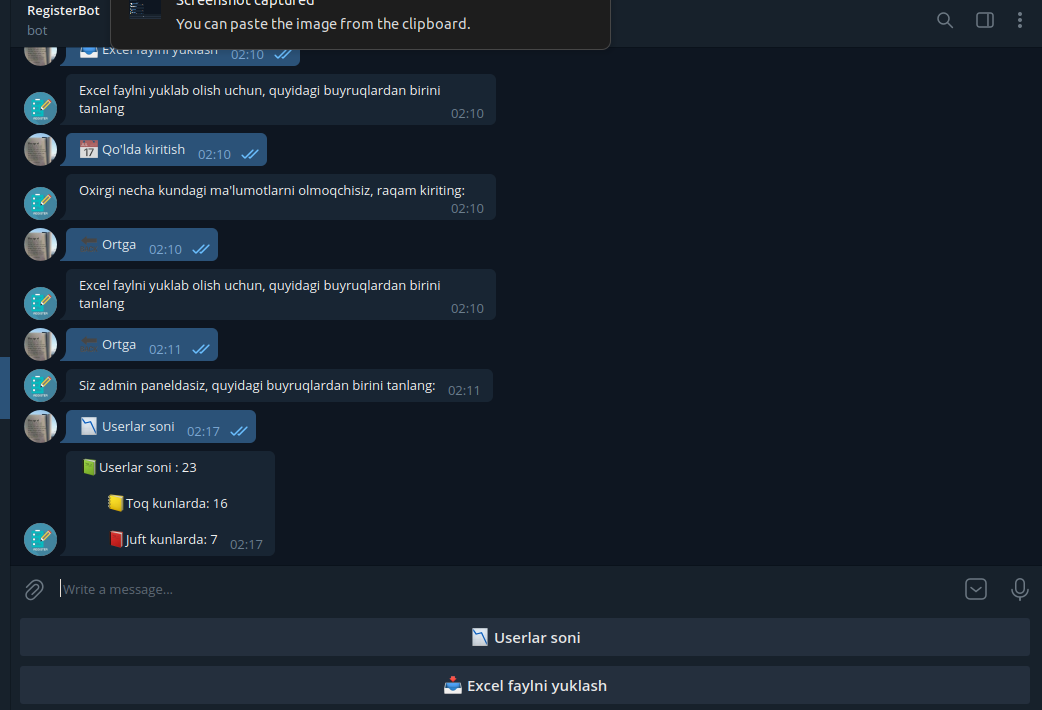 Screenshot captured
You can paste the image from the clipboard.
RegisterBot
bot
Excel faylni yuklash 02:10
Excel faylni yuklab olish uchun, quyidagi buyruqlardan birini
tanlang
02:10
17 Qo'lda kiritish 02:10
Oxirgi necha kundagi ma'lumotlarni olmoqchisiz, raqam kiriting:
02:10
Ortga 02:10
Excel faylni yuklab olish uchun, quyidagi buyruqlardan birini
tanlang
02:10
Ortga 02:11
Siz admin paneldasiz, quyidagi buyruqlardan birini tanlang: 02:11
Userlar soni 02:17
Userlar soni : 23
Toq kunlarda: 16
Juft kunlarda: 7 02:17
Write a message...
Userlar soni
Excel faylni yuklash